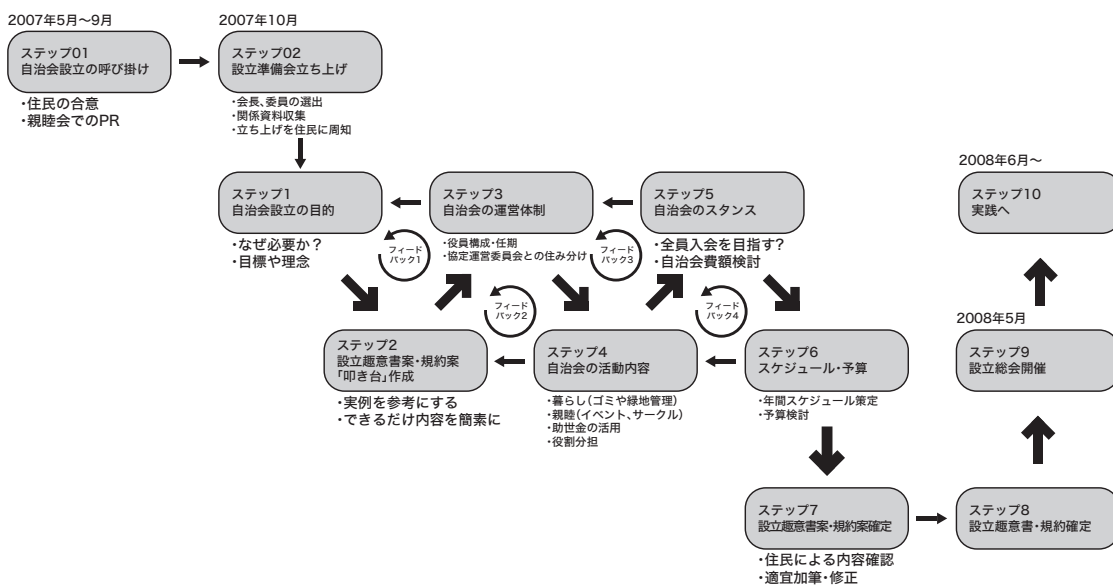 2007年5月〜9月
ステップ01
自治会設立の呼び掛け
・住民の合意
・親睦会でのPR
2007年10月
ステップ02
設立準備会立ち上げ
・会長、委員の選出
・関係資料収集
・立ち上げを住民に周知
ステップ1
自治会設立の目的
・なぜ必要か？
・目標や理念
フィード
バック1
ステップ2
設立趣意書案・規約案
「叩き台」作成
・実例を参考にする
・できるだけ内容を簡素に
フィード
バック2
ステップ3
自治会の運営体制
・役員構成・任期
・協定運営委員会との住み分け
フィード
バック3
ステップ4
自治会の活動内容
・暮らし（ゴミや緑地管理）
・親睦（イベント、サークル）
・助世金の活用
・役割分担
フィード
バック4
ステップ5
自治会のスタンス
・全員入会を目指す？
・自治会費額検討
ステップ6
スケジュール・予算
・年間スケジュール策定
・予算検討
ステップ7
設立趣意書案・規約案確定
・住民による内容確認
・適宜加筆・修正
ステップ8
設立趣意書・規約確定
2008年5月
ステップ9
設立総会開催
2008年6月〜
ステップ10
実践へ